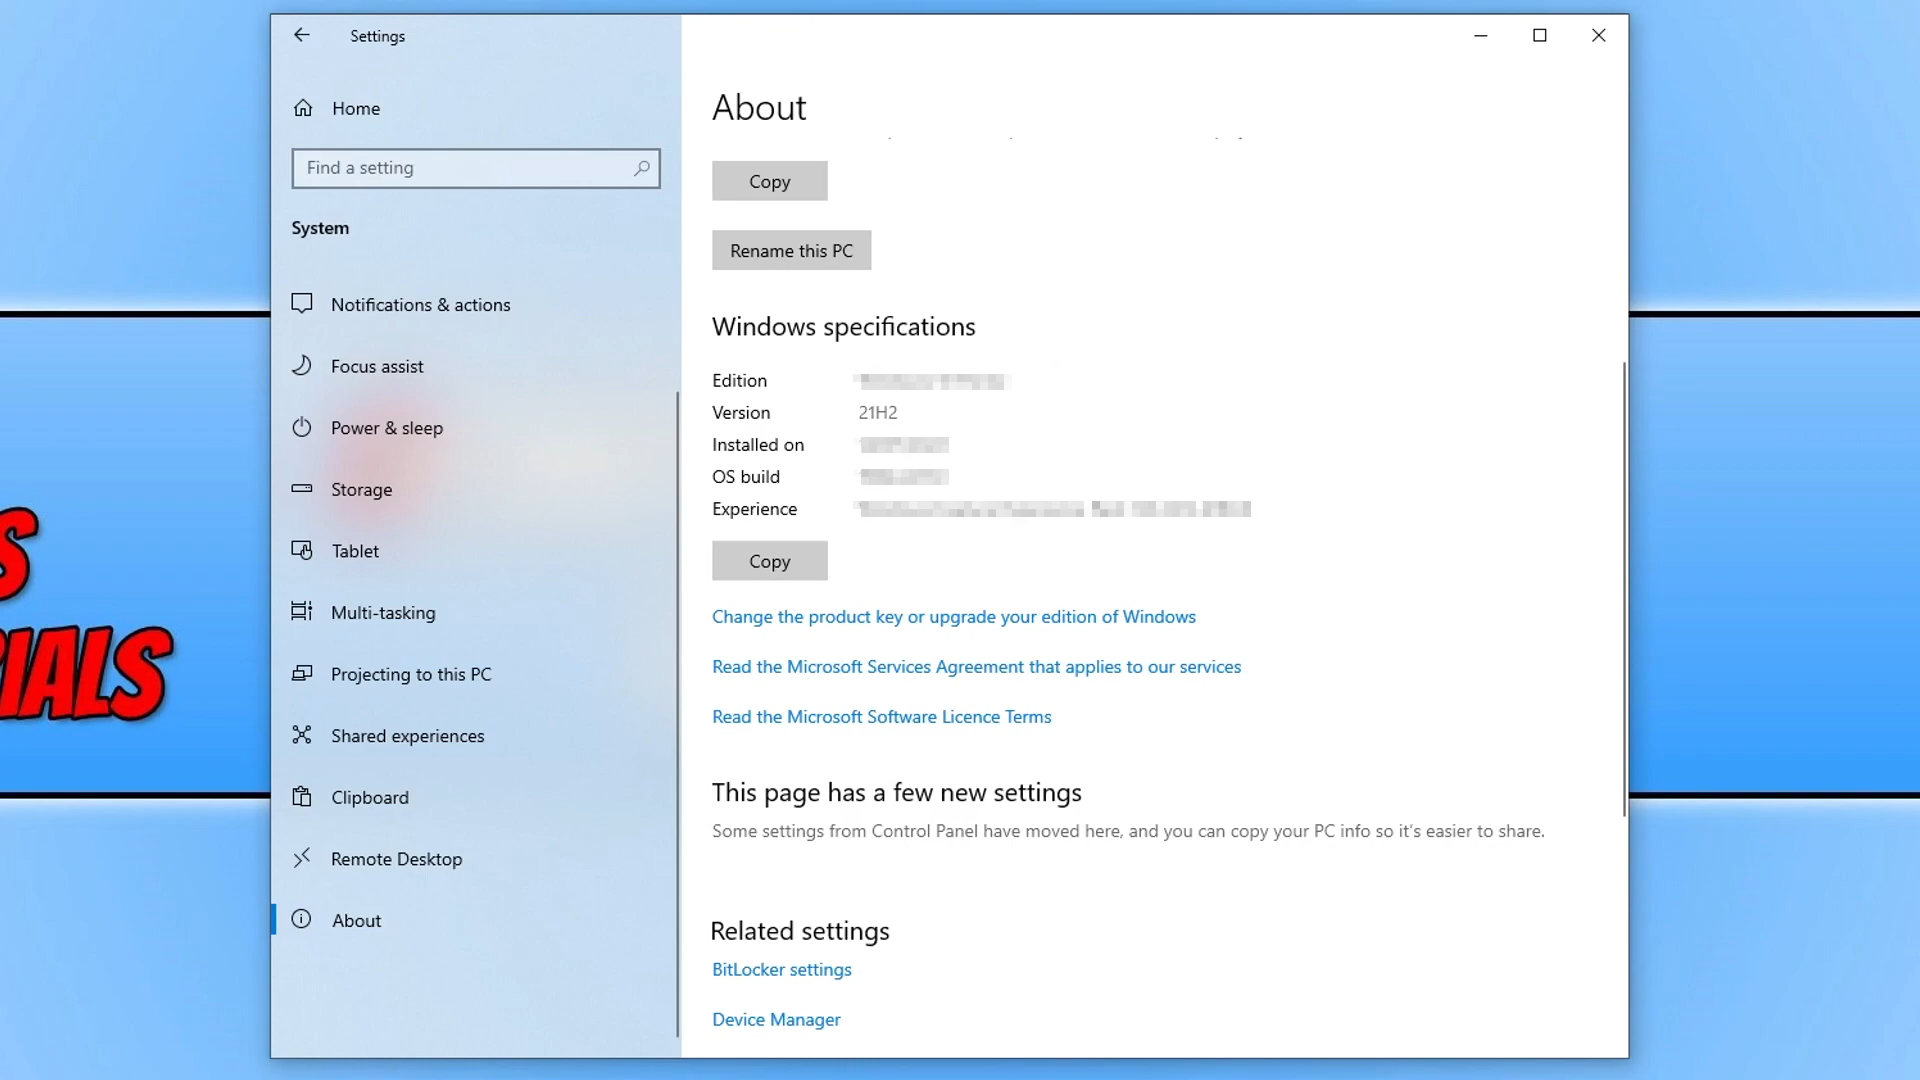 Settings
Home
Find a setting
System
Notifications & actions
Focus assist
Power & sleep
Storage
Tablet
Multi-tasking
Projecting to this PC
Shared experiences
Clipboard
Remote Desktop
About
About
Copy
Rename this PC
Windows specifications
Edition
Version 21H2
Installed on
OS build
Experience
Copy
Change the product key or upgrade your edition of Windows
Read the Microsoft Services Agreement that applies to our services
Read the Microsoft Software Licence Terms
This page has a few new settings
Some settings from Control Panel have moved here, and you can copy your PC info so it's easier to share.
Related settings
BitLocker settings
Device Manager
S
IALS